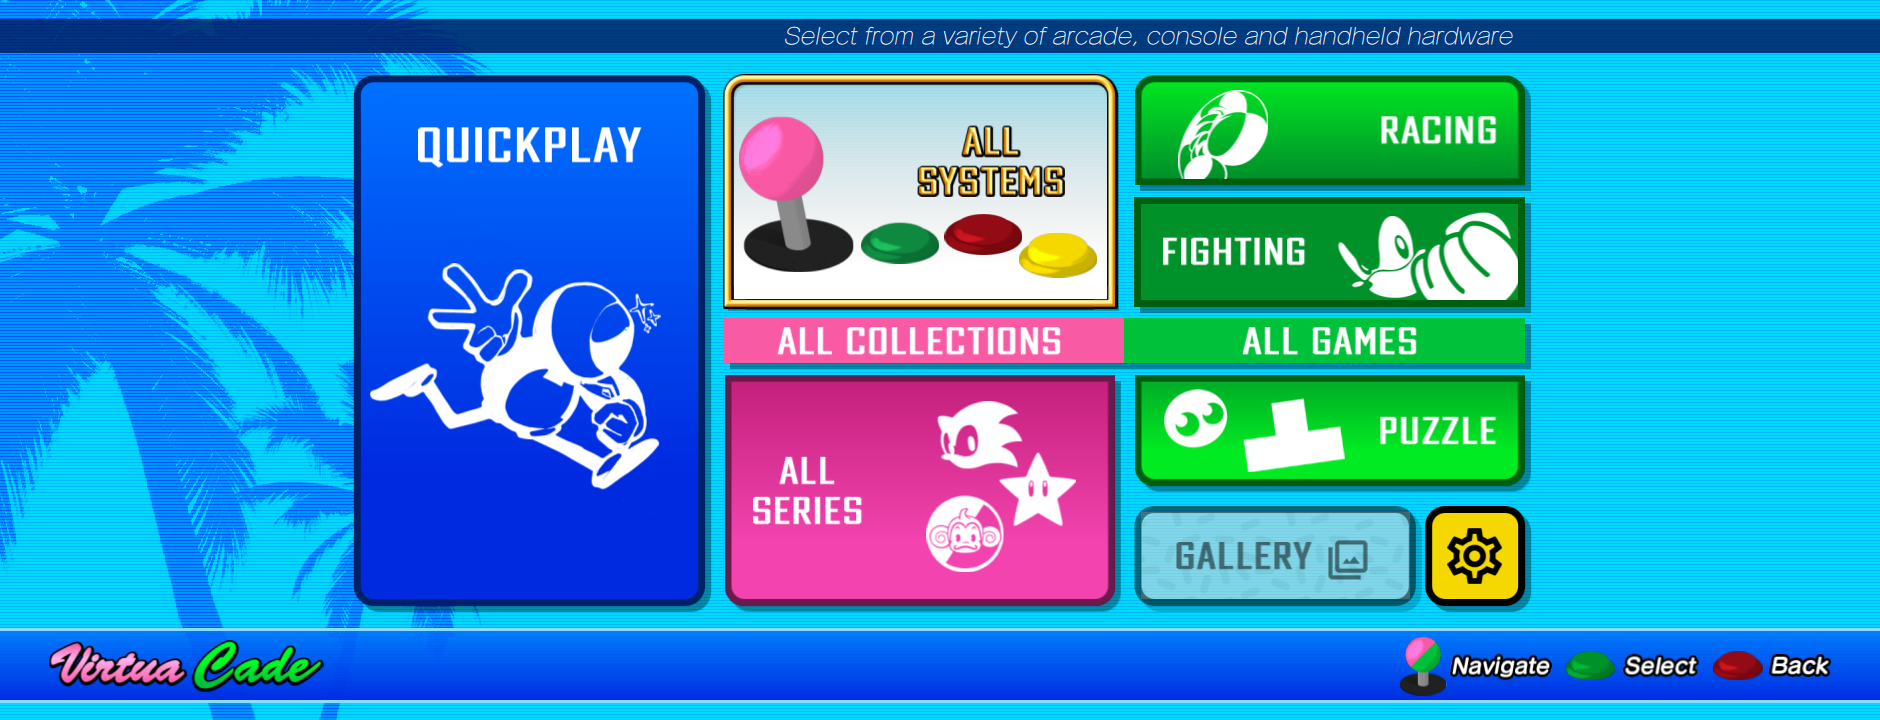 Select from a variety of arcade, console and handheld hardware
QUICKPLAY
ALL
SYSTEMS
RACING
FIGHTING
ALL COLLECTIONS
ALL GAMES
ALL
SERIES
PUZZLE
GALLERY
Virtua Cade
Navigate
Select
Back